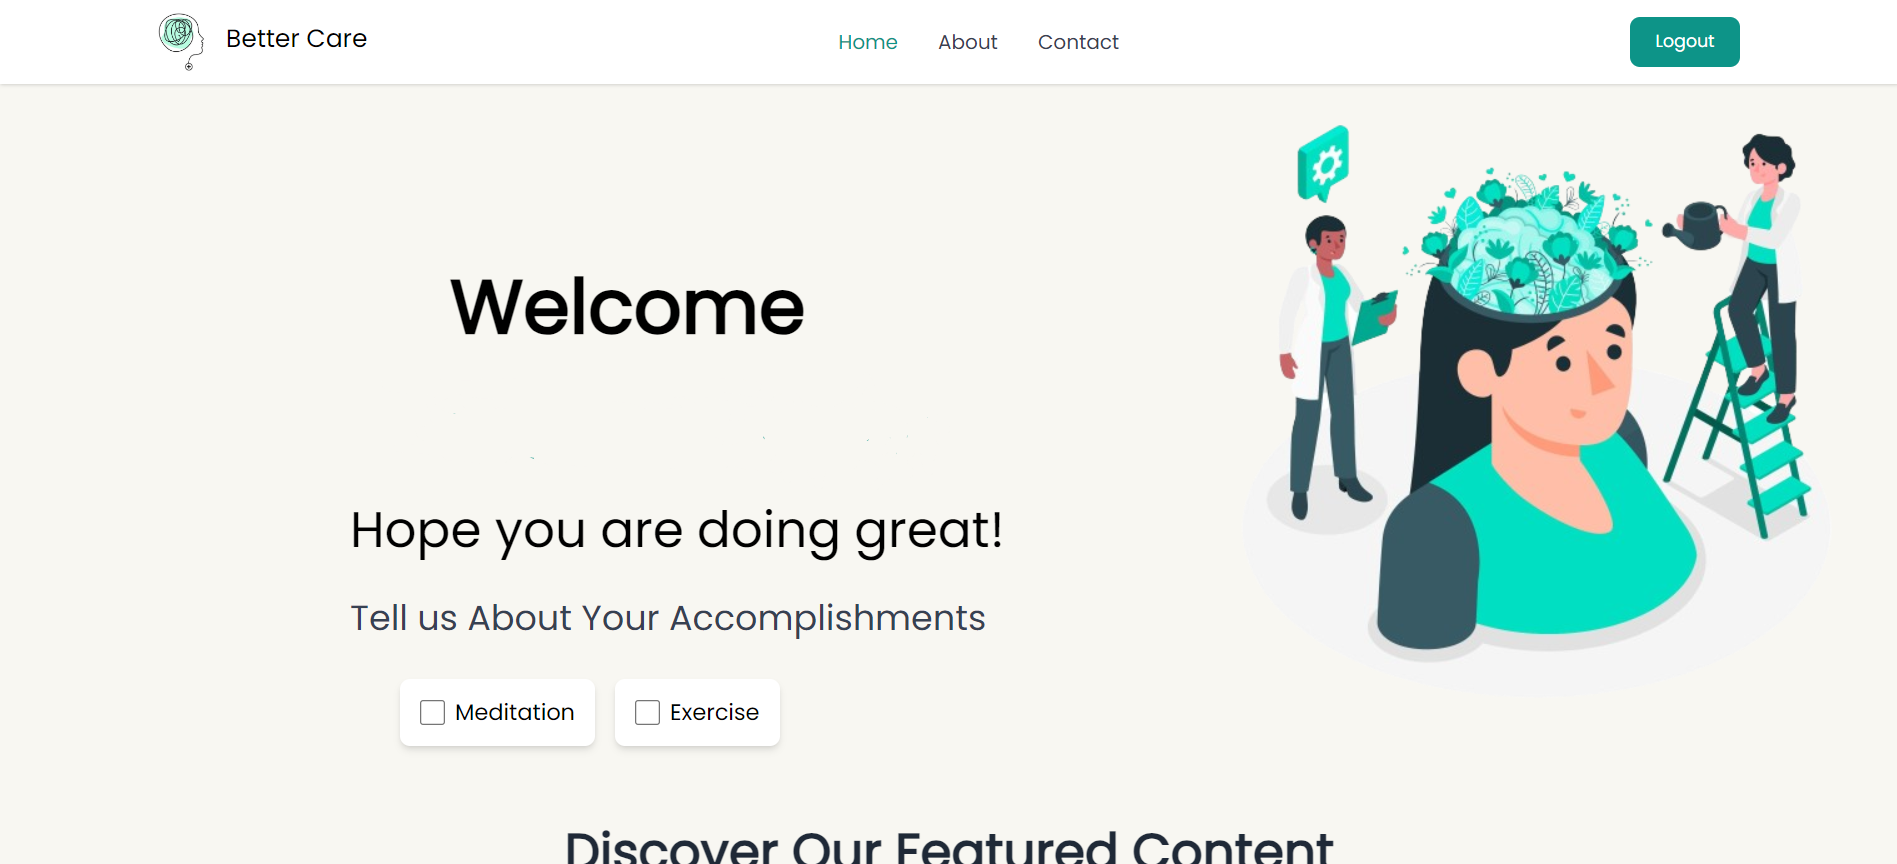 Better Care
Home About Contact
Logout
Welcome
Hope you are doing great!
Tell us About Your Accomplishments
Meditation Exercise
Discover Our Featured Content